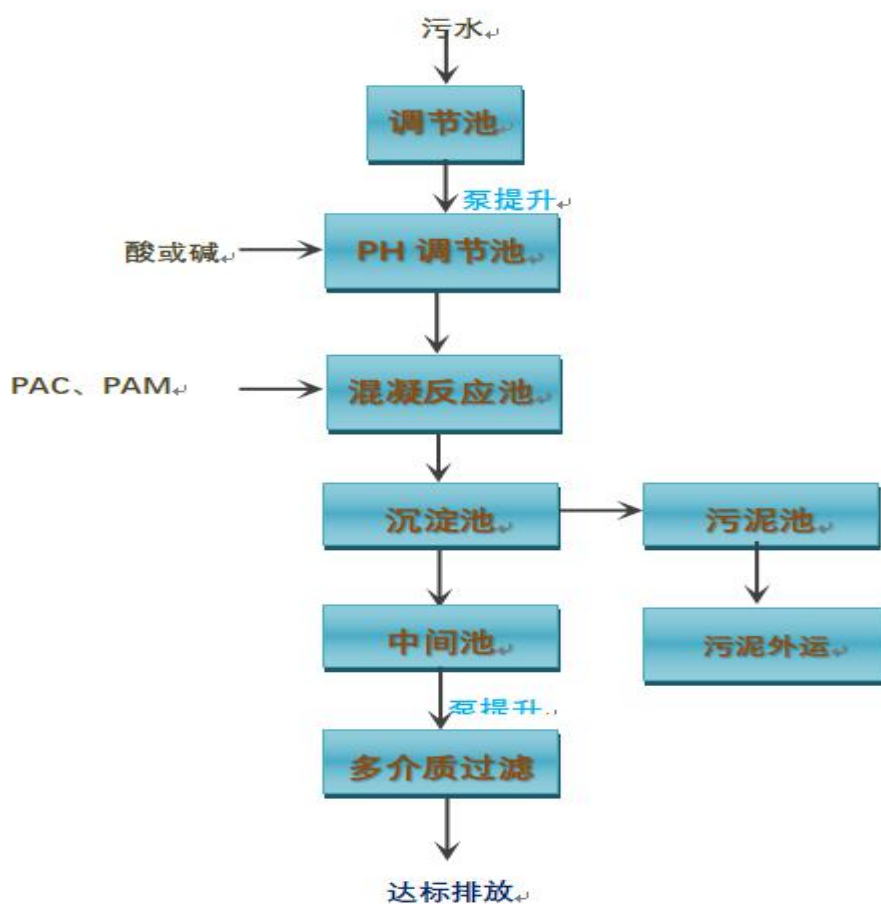 污水
调节池
泵提升
酸或碱
PH 调节池
PAC、PAM
混凝反应池
沉淀池
污泥池
中间池
污泥外运
泵提升
多介质过滤
达标排放